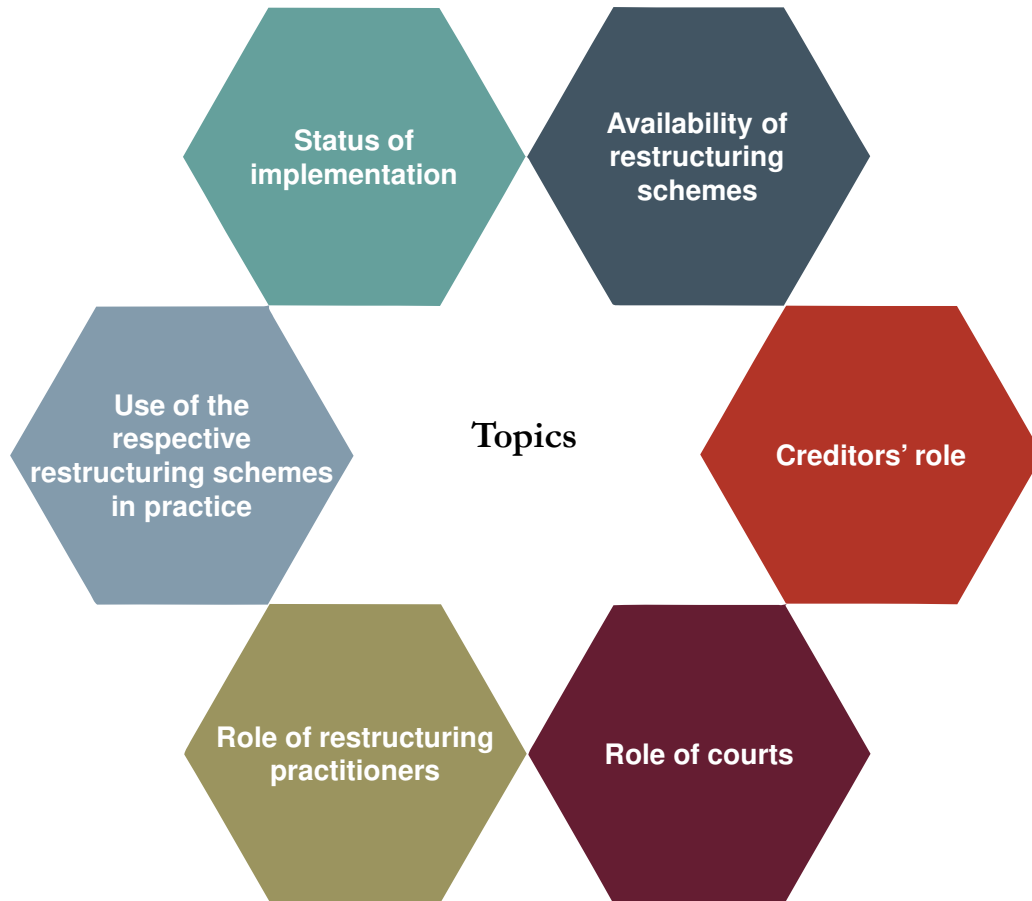 Status of
implementation
Availability of
restructuring
schemes
Use of the
respective
restructuring schemes
in practice
Topics
Creditors’ role
Role of restructuring
practitioners
Role of courts